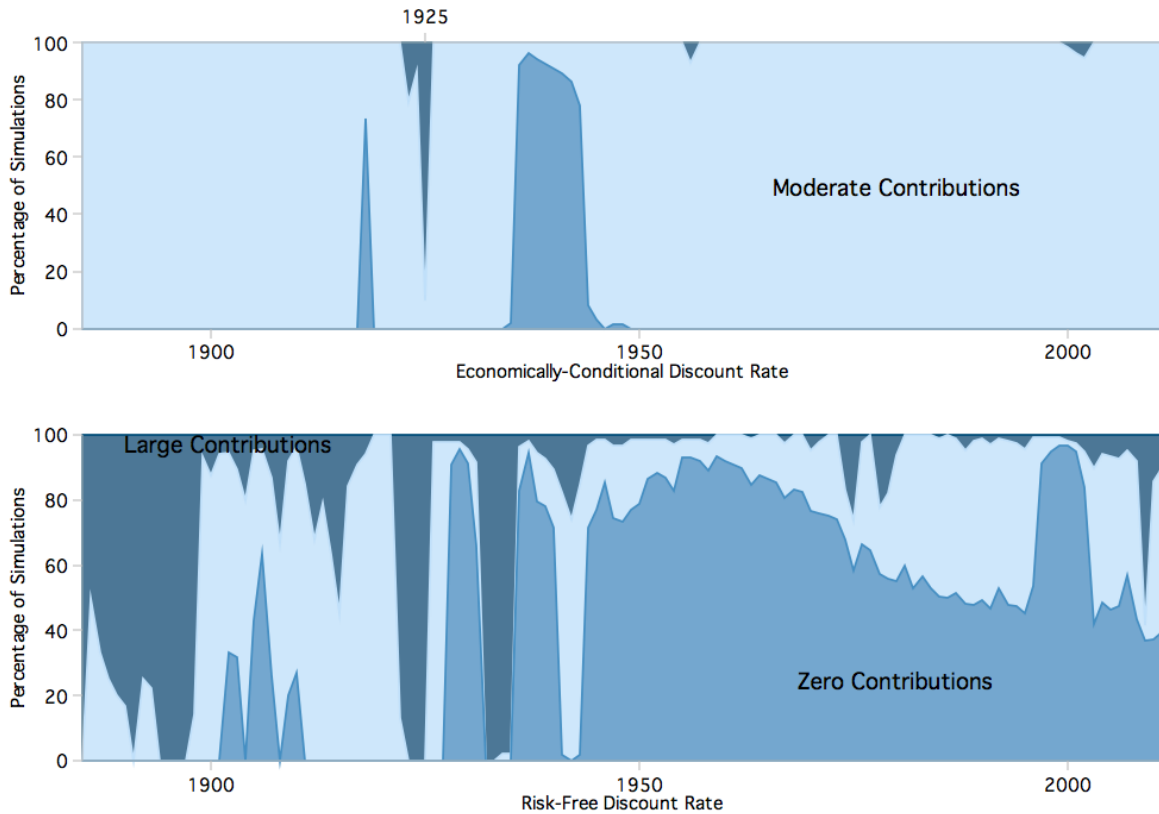 1925
100
80
60
40
20
0
Percentage of Simulations
Moderate Contributions
1900
1950
2000
Economically-Conditional Discount Rate
100
80
60
40
20
0
Percentage of Simulations
Large Contributions
Zero Contributions
1900
1950
2000
Risk-Free Discount Rate